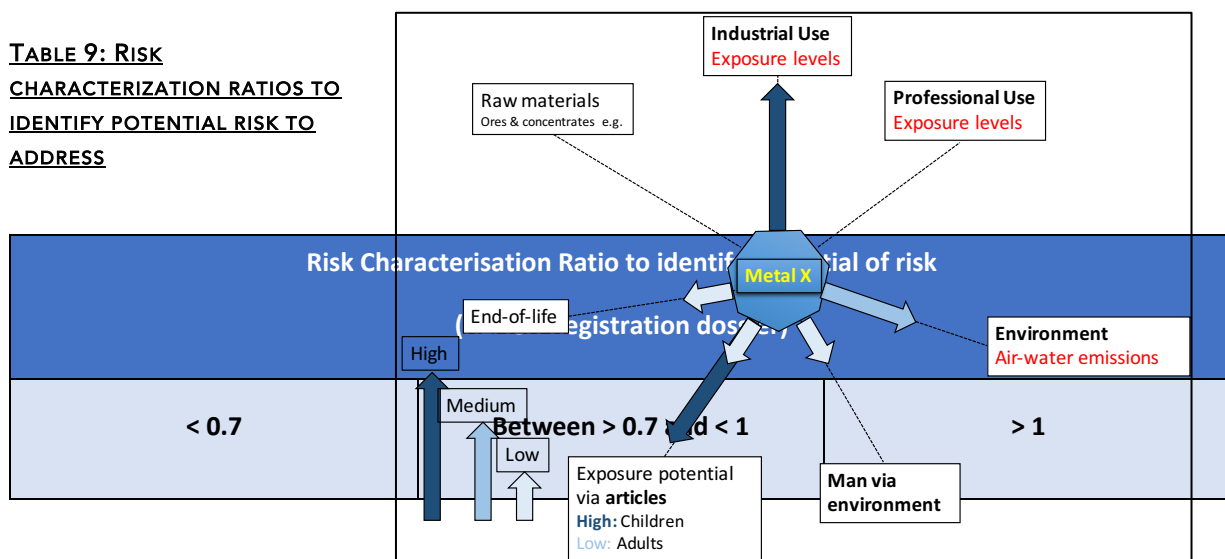 TABLE 9: RISK
CHARACTERIZATION RATIOS TO
IDENTIFY POTENTIAL RISK TO
ADDRESS
Industrial Use
Exposure levels
Raw materials
Ores & concentrates e.g.
Professional Use
Exposure levels
Risk Characterisation Ratio to identif tial of risk
Metal X
End-of-life
( egistration dossier)
Environment
Air-water emissions
High
Medium
Low
< 0.7
Between > 0.7 and < 1
> 1
Exposure potential
via articles
High: Children
Low: Adults
Man via
environment